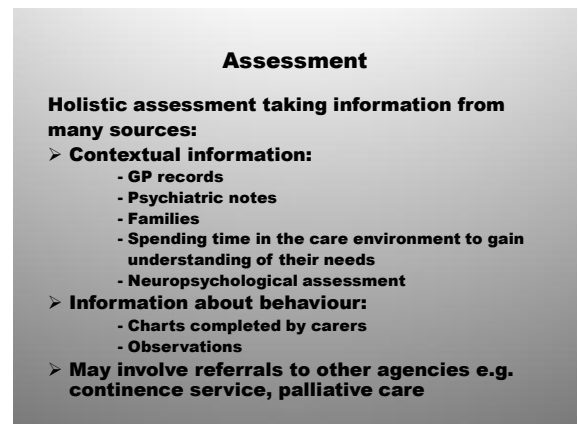 Assessment
Holistic assessment taking information from
many sources:
➢ Contextual information:
- GP records
- Psychiatric notes
- Families
- Spending time in the care environment to gain
understanding of their needs
- Neuropsychological assessment
➢ Information about behaviour:
- Charts completed by carers
- Observations
➢ May involve referrals to other agencies e.g.
continence service, palliative care